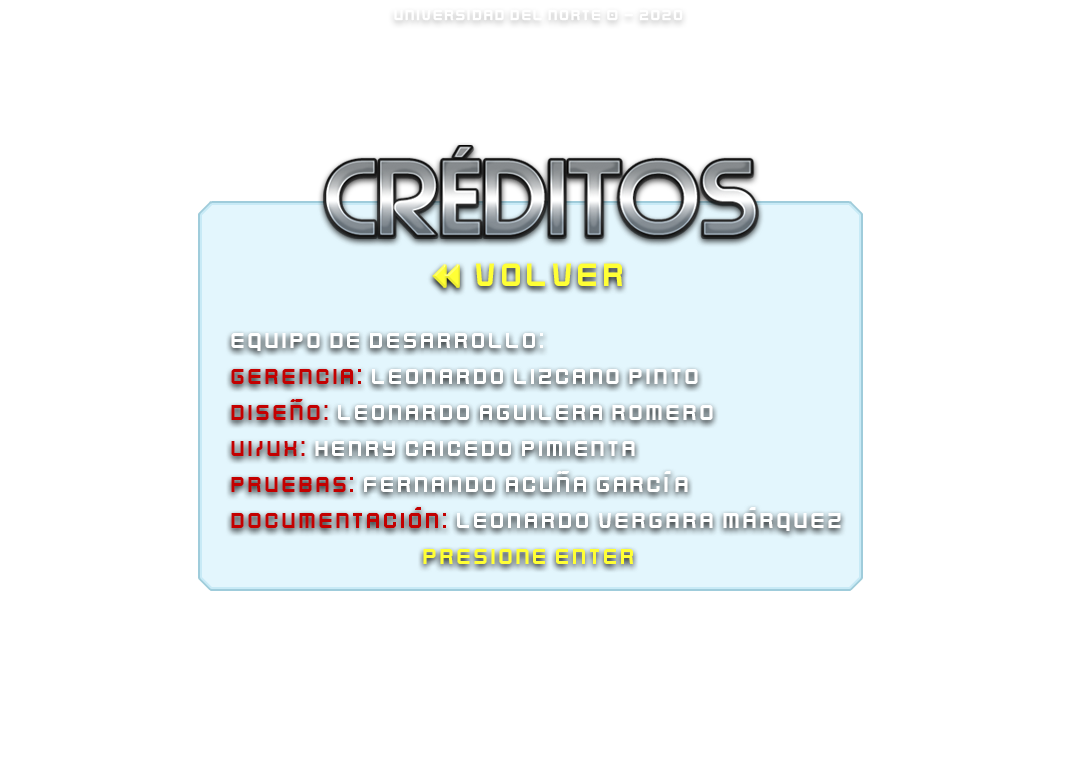 UNIVERSIDAD DEL NORTE © - 2020
CRÉDITOS
VOLVER
EQUIPO DE DESARROLLO:
GERENCIA: LEONARDO LIZCANO PINTO
DISEÑO: LEONARDO AGUILERA ROMERO
UI/UX: HENRY CAICEDO PIMIENTA
PRUEBAS: FERNANDO ACUÑA GARCÍA
DOCUMENTACIÓN: LEONARDO VERGARA MÁRQUEZ
PRESIONE ENTER